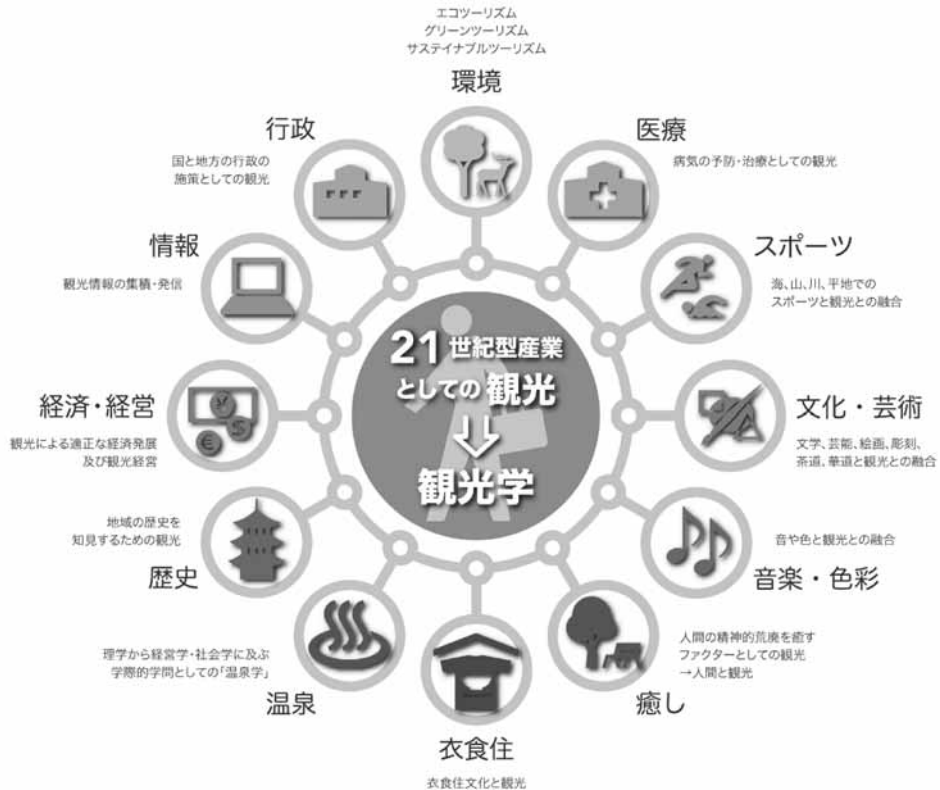 エコツーリズム
グリーンツーリズム
サステイナブルツーリズム
環境
医療
病気の予防・治療としての観光
スポーツ
海、山、川、平地での
スポーツと観光との融合
文化・芸術
文学、芸能、絵画、彫刻、
茶道、華道と観光との融合
音や色と観光との融合
音楽・色彩
人間の精神的荒廃を癒す
ファクターとしての観光
→人間と観光
癒し
衣食住
衣食住文化と観光
理学から経営学・社会学に及ぶ
学際的学問としての「温泉学」
温泉
地域の歴史を
知見するための観光
歴史
経済・経営
観光による適正な経済発展
及び観光経営
情報
観光情報の集積・発信
行政
国と地方の行政の
施策としての観光
21世紀型産業
としての観光
⇓
観光学